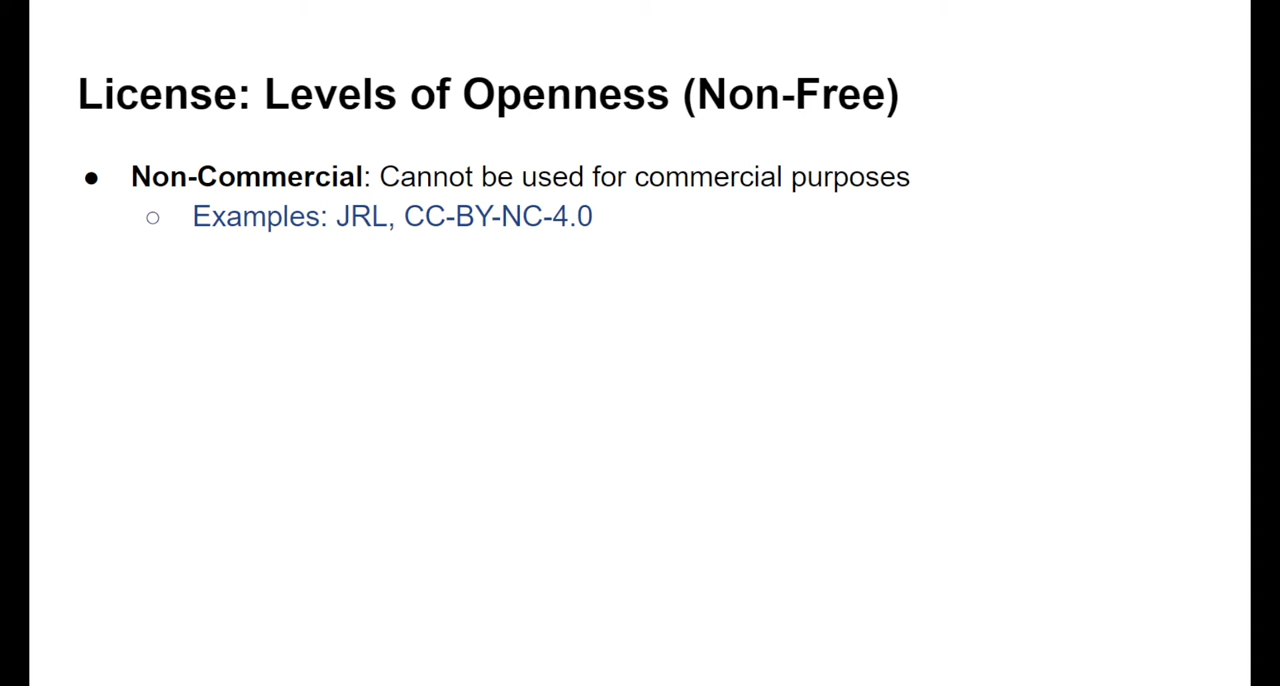 License: Levels of Openness (Non-Free)
● Non-Commercial: Cannot be used for commercial purposes
○ Examples: JRL, CC-BY-NC-4.0